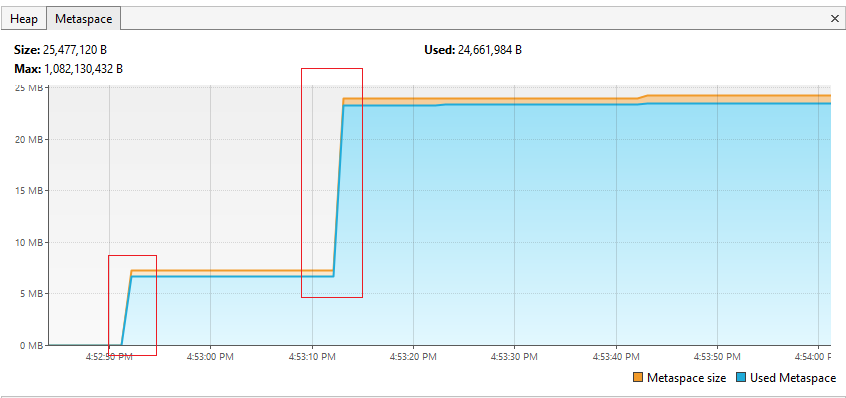 Heap Metaspace ×
Size: 25,477,120 B Used: 24,661,984 B
Max: 1,082,130,432 B
25 MB
20 MB
15 MB
10 MB
5 MB
0 MB
4:52:50 PM 4:53:00 PM 4:53:10 PM 4:53:20 PM 4:53:30 PM 4:53:40 PM 4:53:50 PM 4:54:00 PM
Metaspace size Used Metaspace